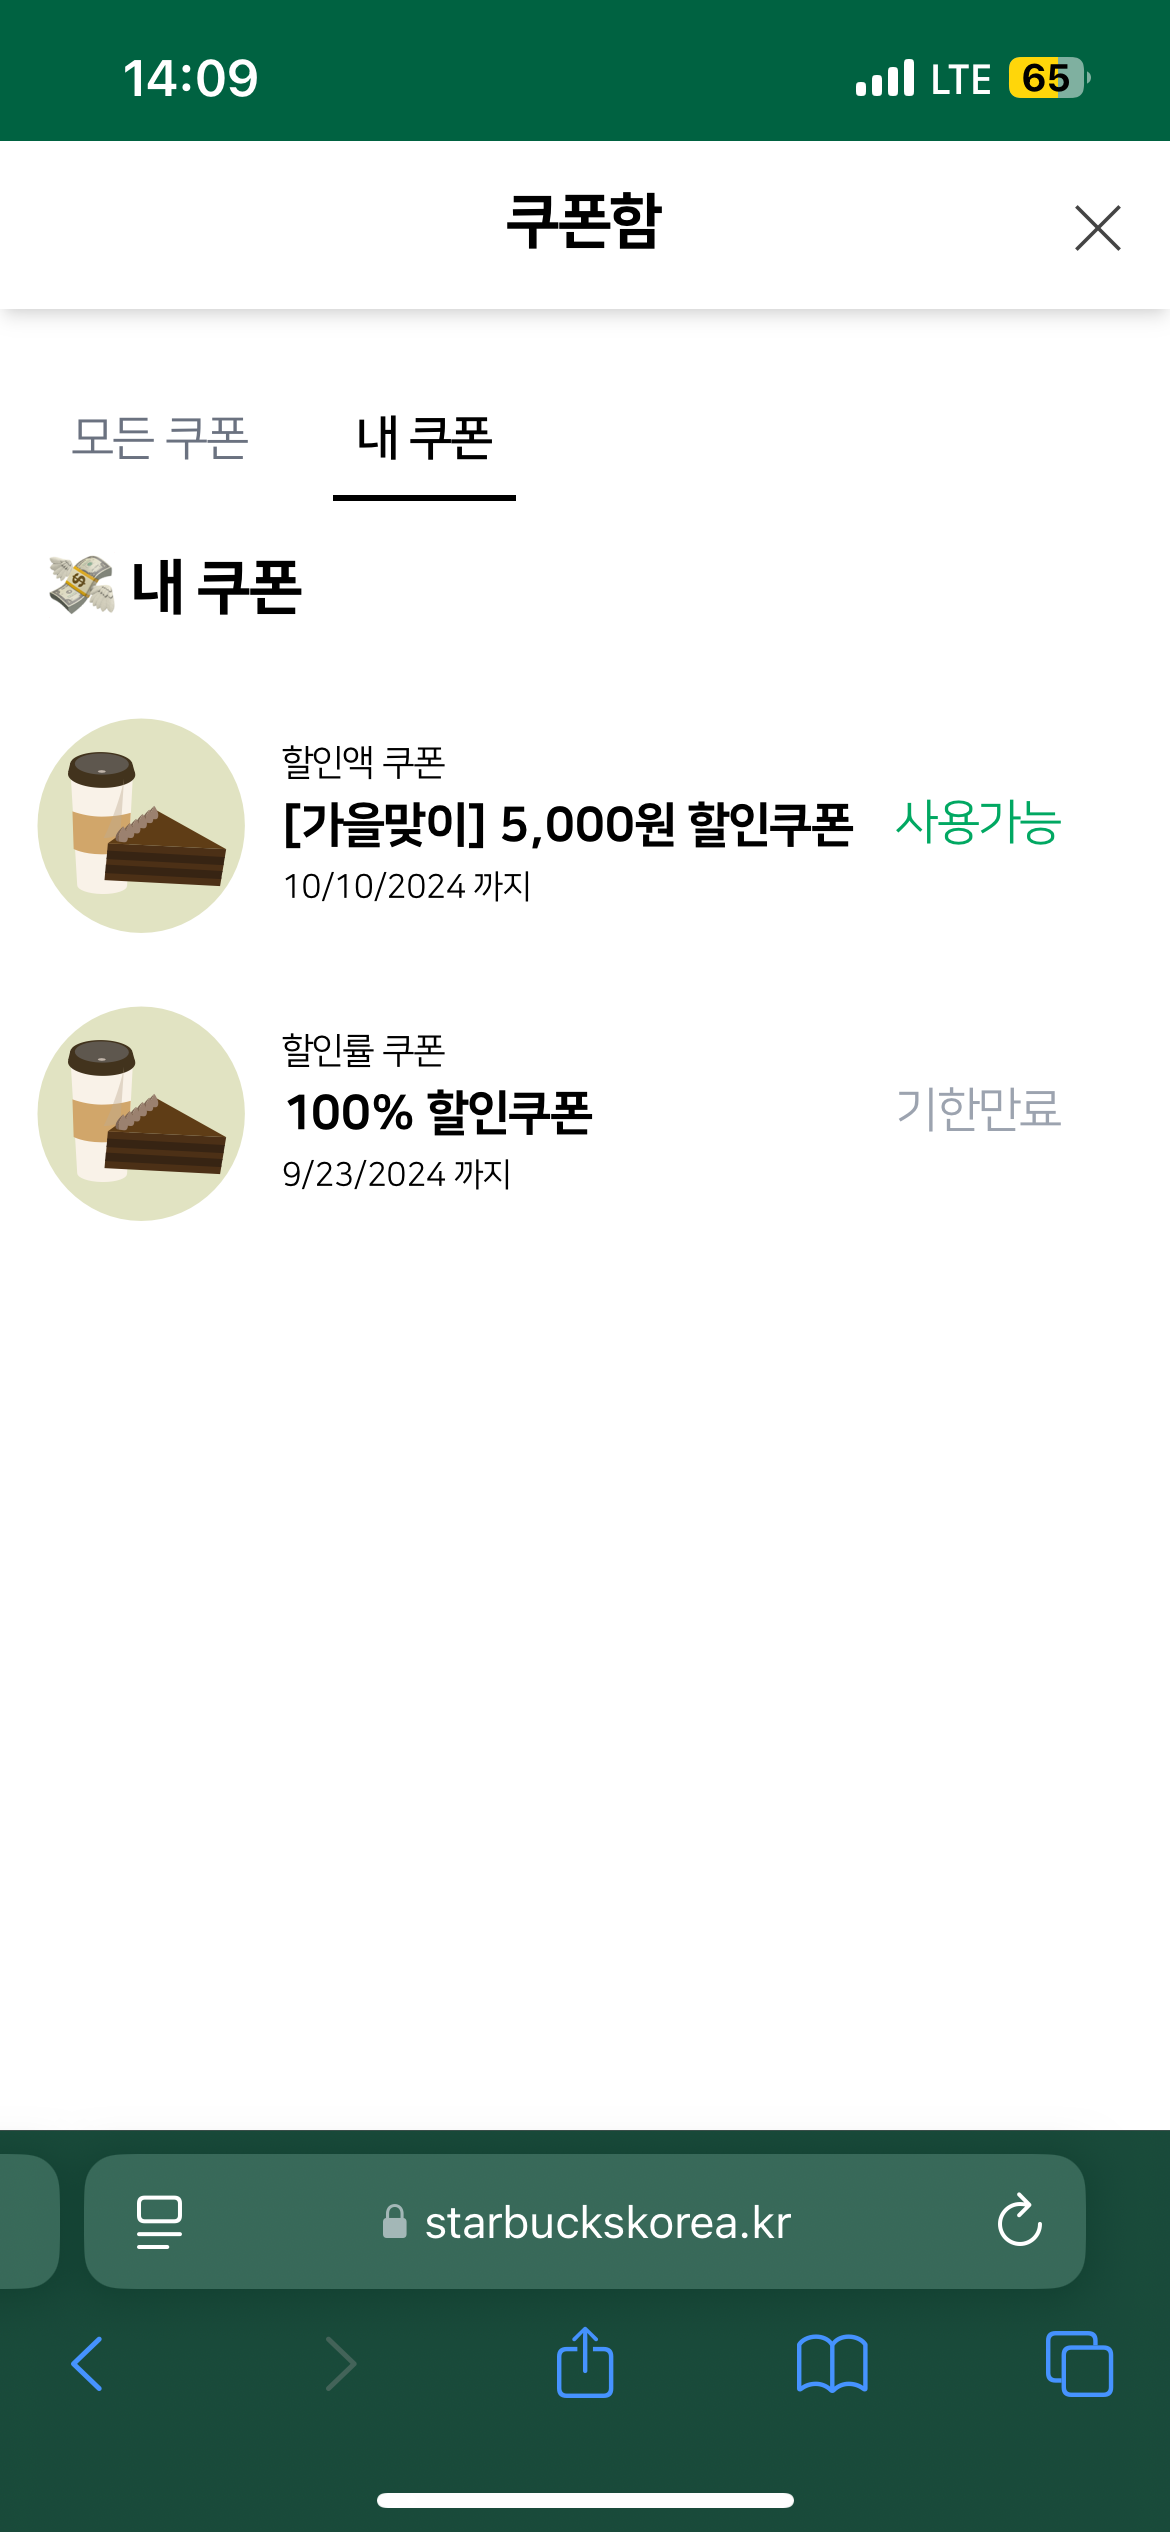 14:09 LTE 65
쿠폰함
모든 쿠폰 내 쿠폰
💸 내 쿠폰
할인액 쿠폰
[가을맞이] 5,000원 할인쿠폰 사용가능
10/10/2024 까지
할인률 쿠폰
100% 할인쿠폰 기한만료
9/23/2024 까지
starbuckskorea.kr